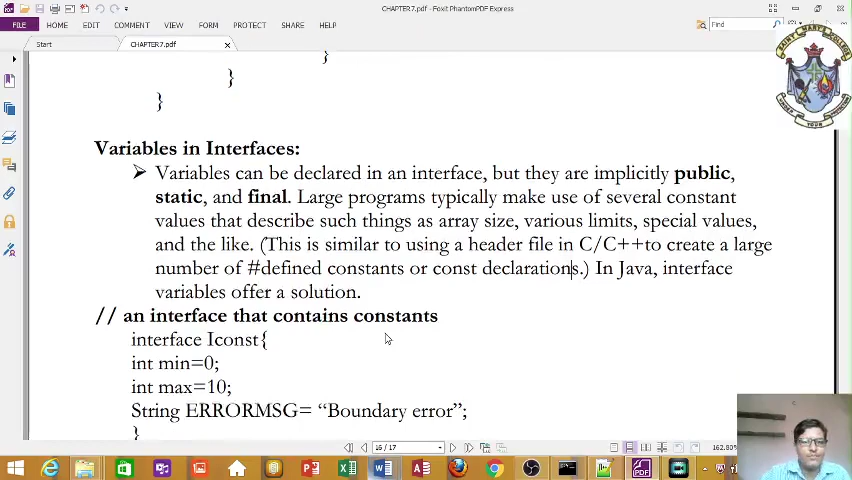 CHAPTER7.pdf - Foxit PhantomPDF Express
FILE HOME EDIT COMMENT VIEW FORM PROTECT SHARE HELP
Find
Start CHAPTER7.pdf
}
}
}
Variables in Interfaces:
Variables can be declared in an interface, but they are implicitly public,
static, and final. Large programs typically make use of several constant
values that describe such things as array size, various limits, special values,
and the like. (This is similar to using a header file in C/C++to create a large
number of #defined constants or const declarations.) In Java, interface
variables offer a solution.
// an interface that contains constants
interface Iconst{
int min=0;
int max=10;
String ERRORMSG= “Boundary error”;
}
16 / 17
162.80%